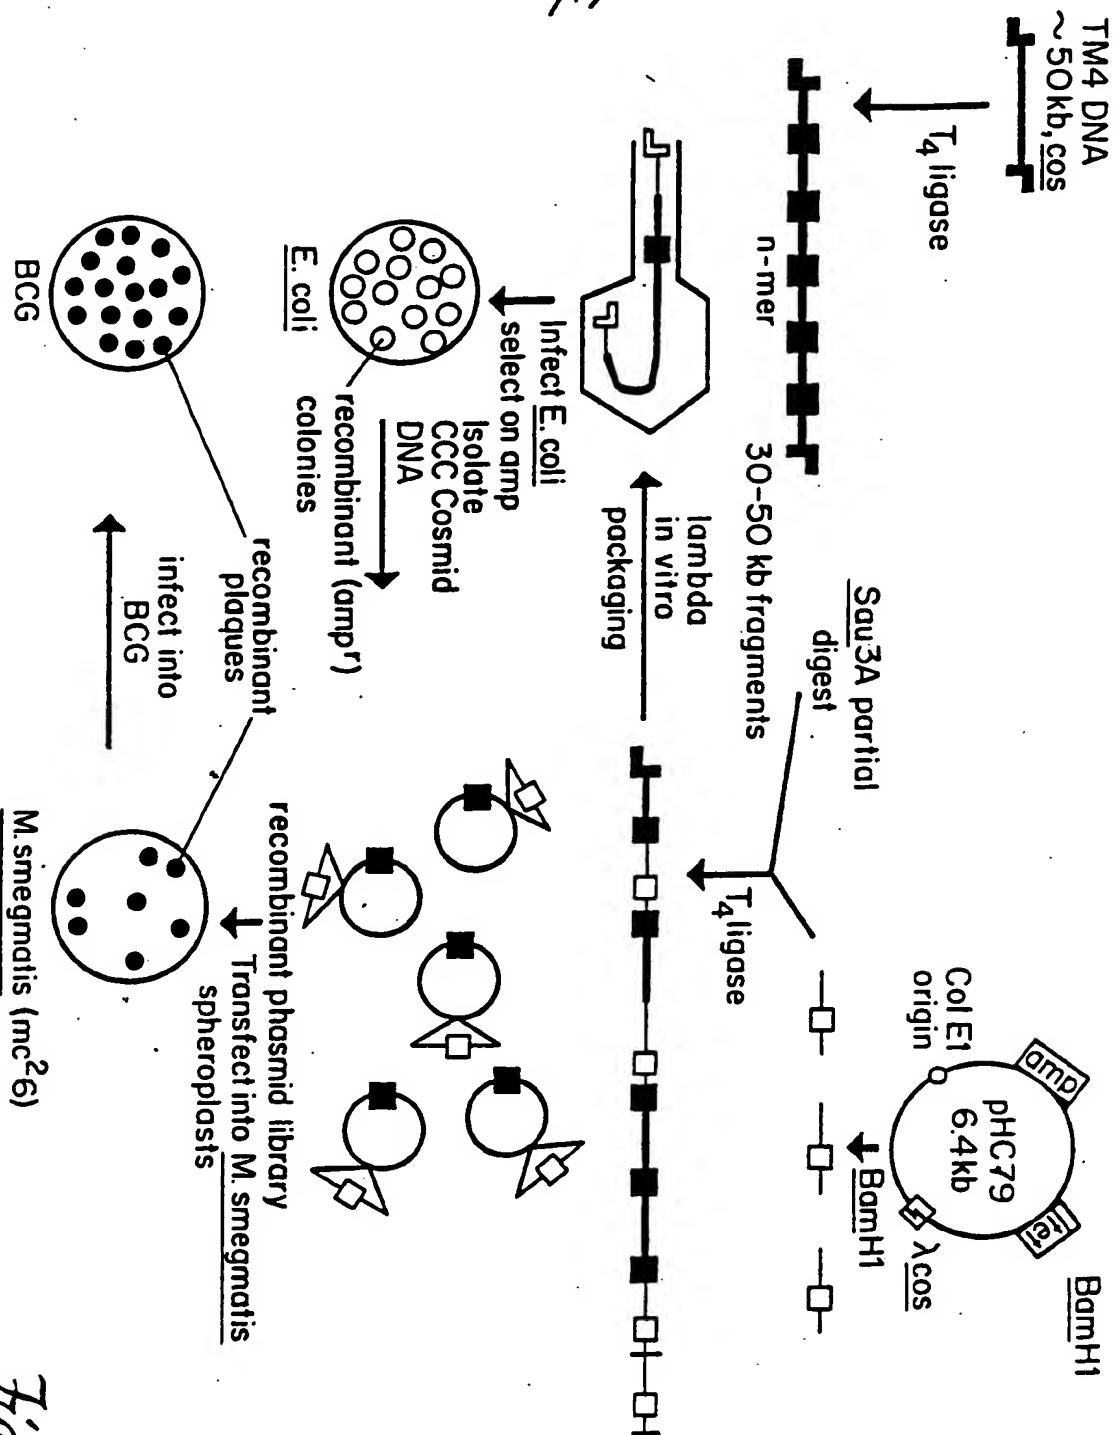 TM4 DNA
~50kb, cos
T4 ligase
n-mer
30-50 kb fragments
Sau3A partial
digest
BamH1
amp
tet
pHC79
6.4kb
Col E1
origin
λcos
BamH1
T4 ligase
lambda
in vitro
packaging
Infect E. coli
select on amp
E. coli
recombinant (ampr)
colonies
Isolate
CCC Cosmid
DNA
recombinant phasmid library
Transfect into M. smegmatis
spheroplasts
M. smegmatis (mc26)
recombinant
plaques
infect into
BCG
BCG